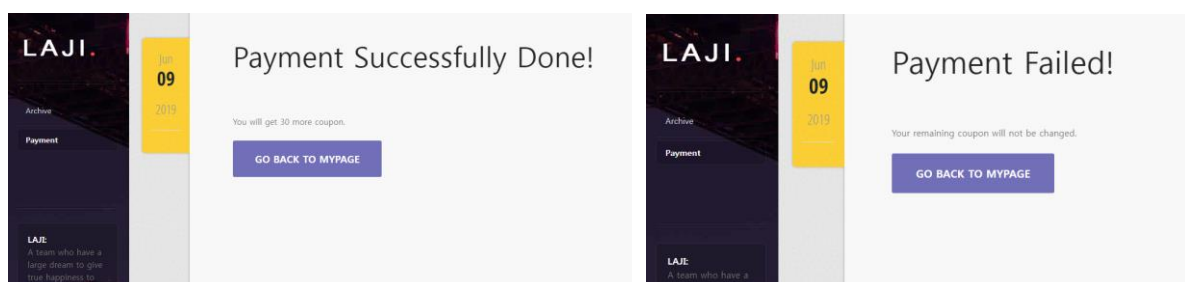 LAJI.
Archive
Payment
LAJI:
A team who have a
large dream to give
true happiness to
Jun
09
2019
Payment Successfully Done!
You will get 30 more coupon.
GO BACK TO MYPAGE
LAJI.
Archive
Payment
LAJI:
A team who have a
Jun
09
2019
Payment Failed!
Your remaining coupon will not be changed.
GO BACK TO MYPAGE